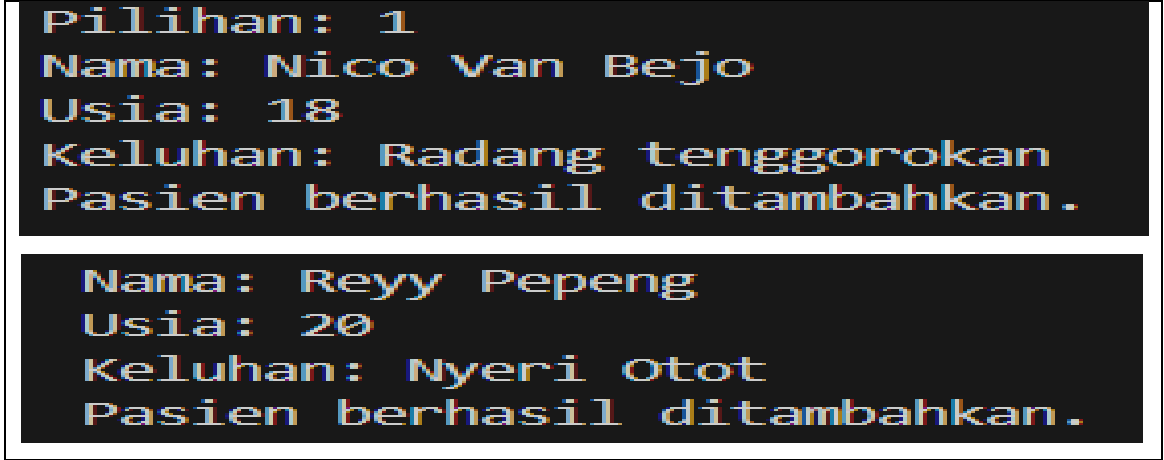 Pilihan: 1
Nama: Nico Van Bejo
Usia: 18
Keluhan: Radang tenggorokan
Pasien berhasil ditambahkan.
Nama: Reyy Pepeng
Usia: 20
Keluhan: Nyeri Otot
Pasien berhasil ditambahkan.